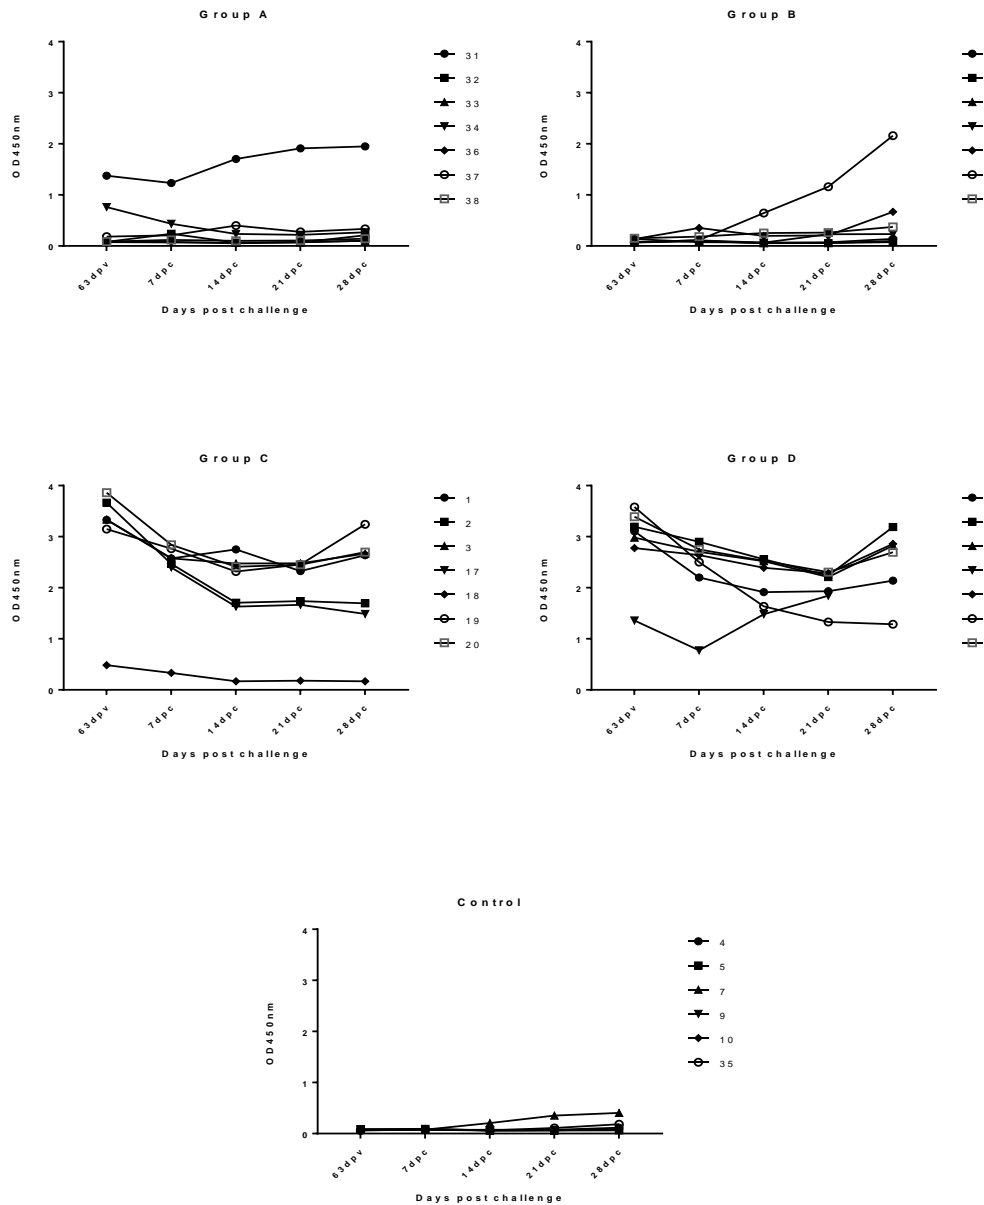 Group A
4
3
2
1
0
OD450nm
63dpv
7dpc
14dpc
21dpc
28dpc
Days post challenge
31
32
33
34
36
37
38
Group B
4
3
2
1
0
OD450nm
63dpv
7dpc
14dpc
21dpc
28dpc
Days post challenge
Group C
4
3
2
1
0
OD450nm
63dpv
7dpc
14dpc
21dpc
28dpc
Days post challenge
1
2
3
17
18
19
20
Group D
4
3
2
1
0
OD450nm
63dpv
7dpc
14dpc
21dpc
28dpc
Days post challenge
Control
4
3
2
1
0
OD450nm
63dpv
7dpc
14dpc
21dpc
28dpc
Days post challenge
4
5
7
9
10
35